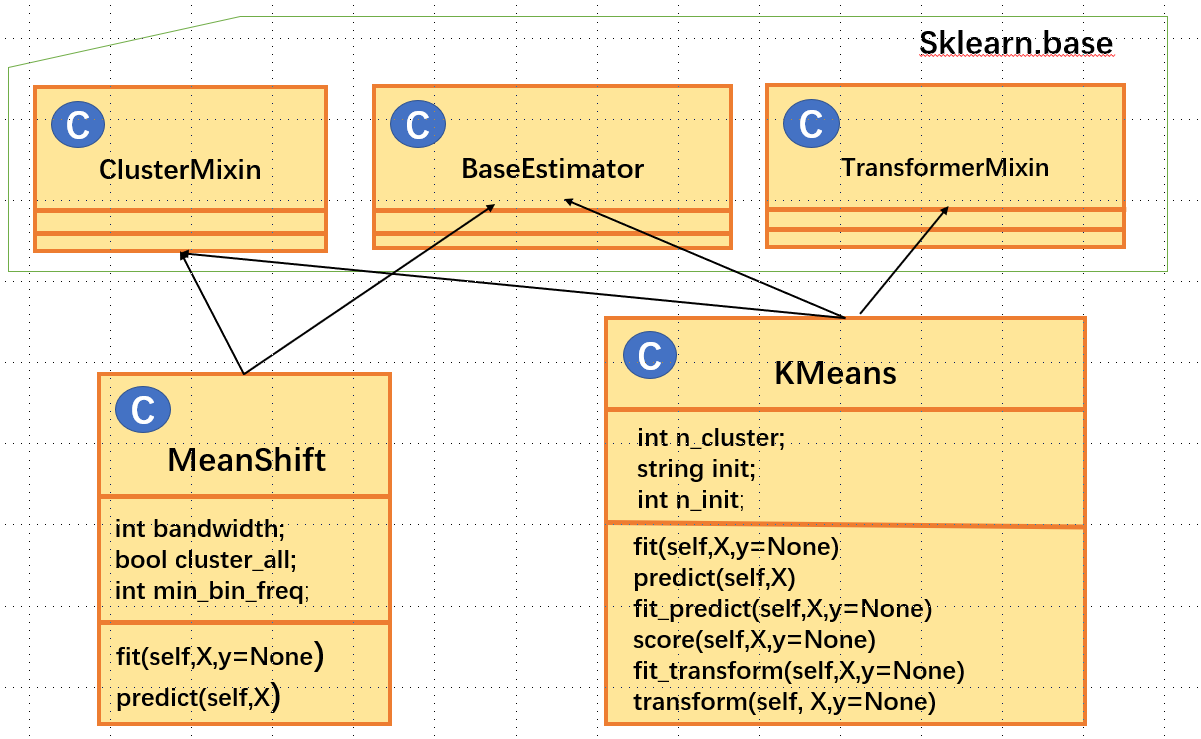 Sklearn.base
C
ClusterMixin
C
BaseEstimator
C
TransformerMixin
C
MeanShift
int bandwidth;
bool cluster_all;
int min_bin_freq;
fit(self,X,y=None)
predict(self,X)
C
KMeans
int n_cluster;
string init;
int n_init;
fit(self,X,y=None)
predict(self,X)
fit_predict(self,X,y=None)
score(self,X,y=None)
fit_transform(self,X,y=None)
transform(self, X,y=None)